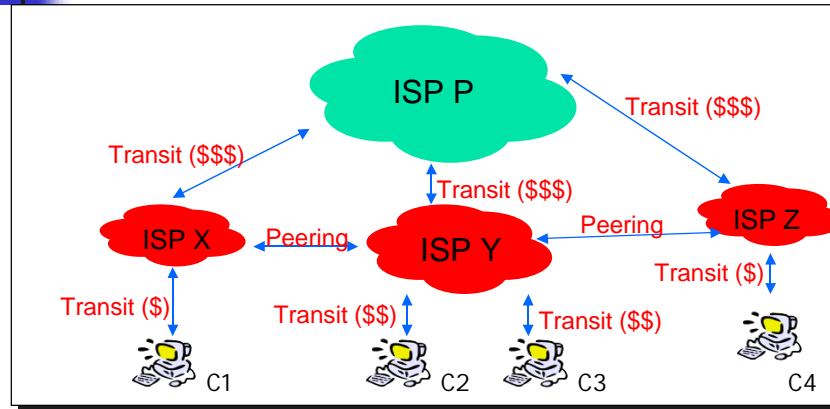 ISP P
Transit ($$$)
Transit ($$$)
Transit ($$$)
ISP X
Peering
ISP Y
Peering
ISP Z
Transit ($)
Transit ($$)
Transit ($$)
Transit ($)
C1
C2
C3
C4